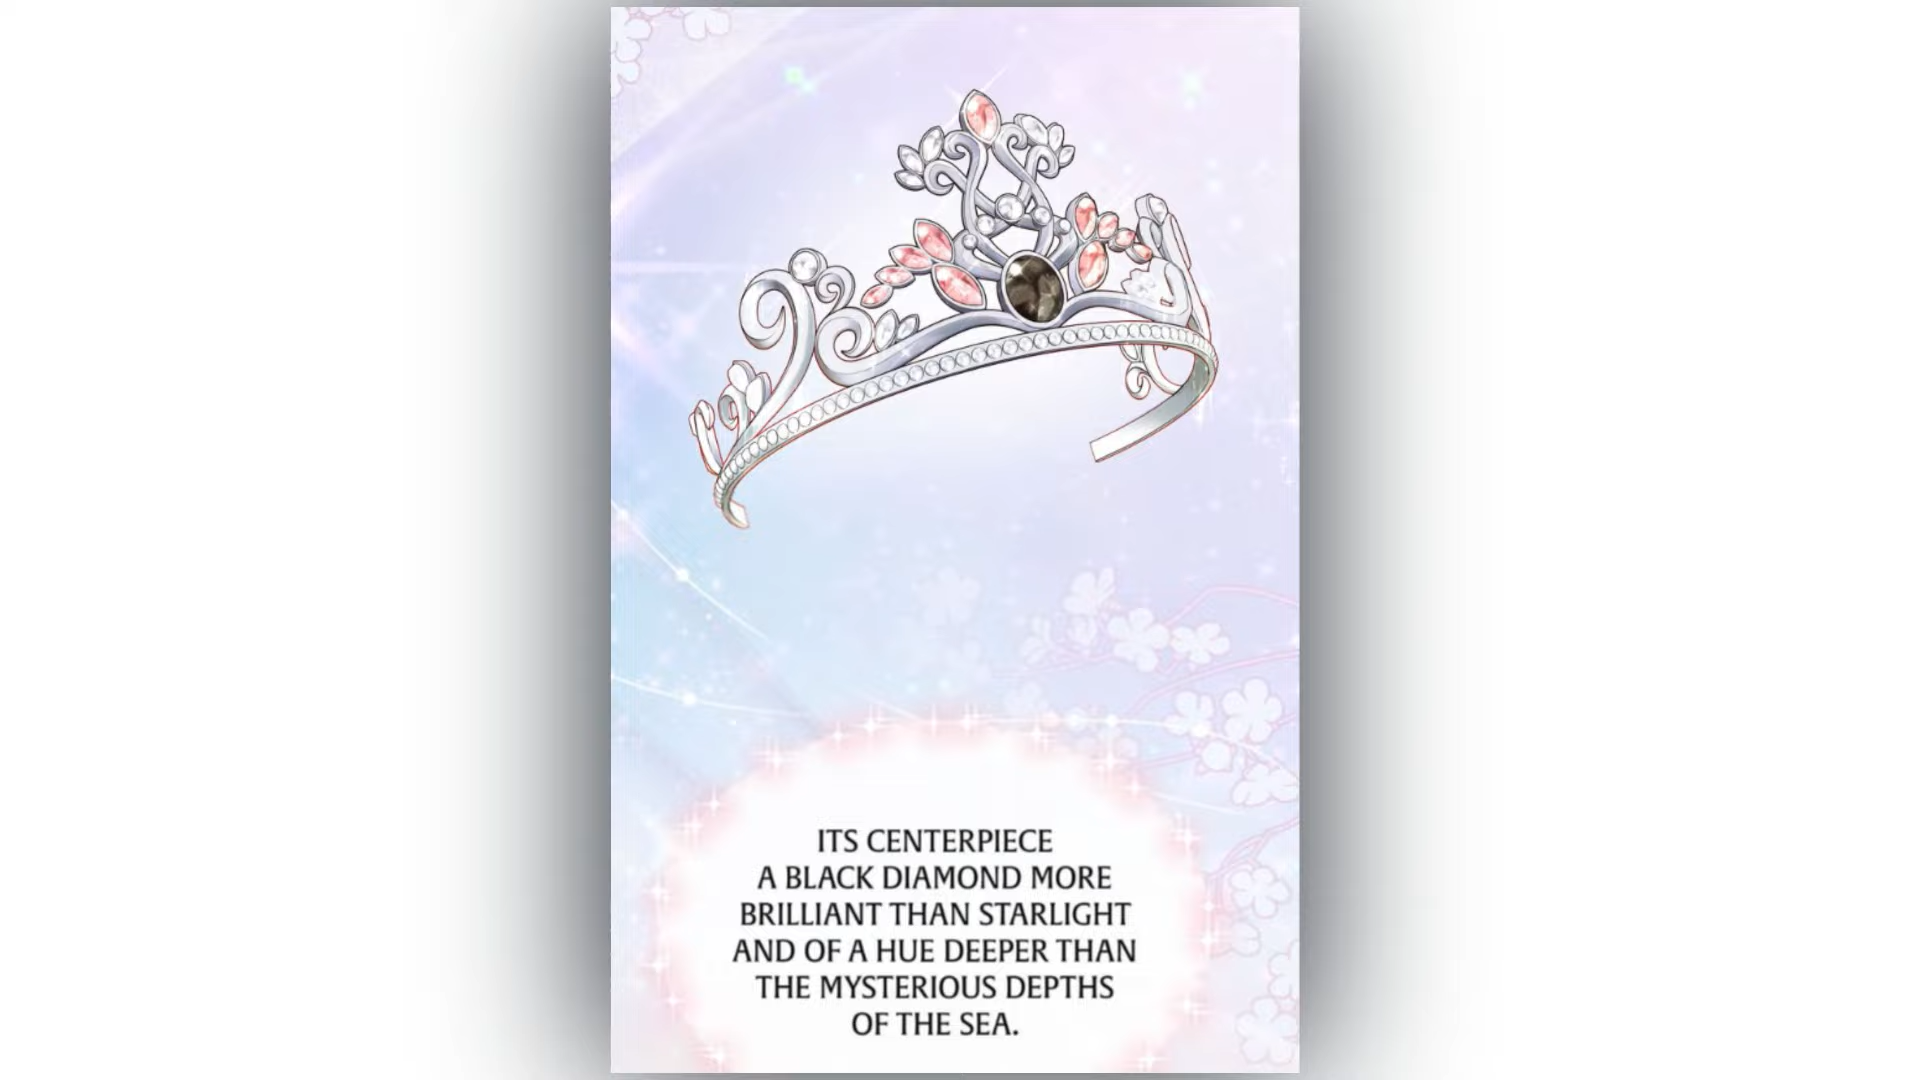 ITS CENTERPIECE
A BLACK DIAMOND MORE
BRILLIANT THAN STARLIGHT
AND OF A HUE DEEPER THAN
THE MYSTERIOUS DEPTHS
OF THE SEA.